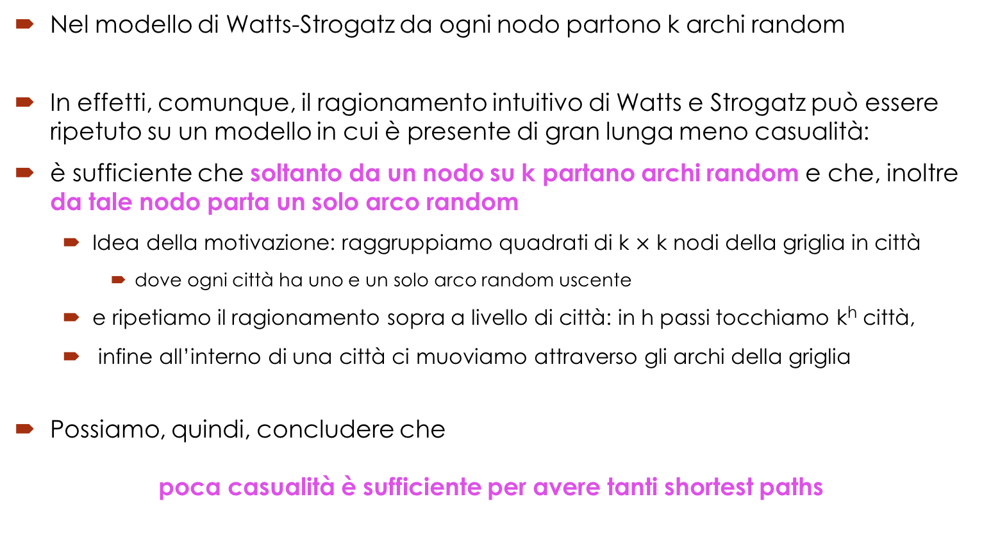 Nel modello di Watts-Strogatz da ogni nodo partono k archi random
In effetti, comunque, il ragionamento intuitivo di Watts e Strogatz può essere
ripetuto su un modello in cui è presente di gran lunga meno casualità:
è sufficiente che soltanto da un nodo su k partano archi random e che, inoltre
da tale nodo parta un solo arco random
Idea della motivazione: raggruppiamo quadrati di k × k nodi della griglia in città
dove ogni città ha uno e un solo arco random uscente
e ripetiamo il ragionamento sopra a livello di città: in h passi tocchiamo kʰ città,
infine all’interno di una città ci muoviamo attraverso gli archi della griglia
Possiamo, quindi, concludere che
poca casualità è sufficiente per avere tanti shortest paths